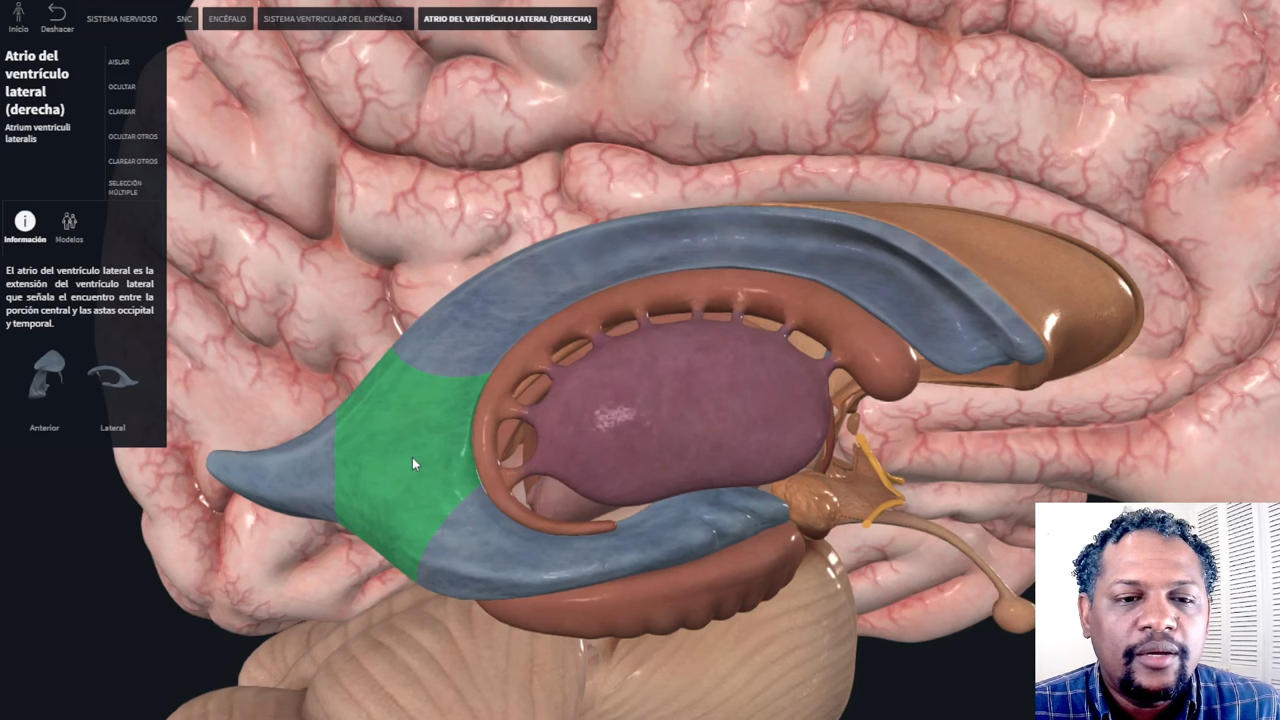 Inicio
Deshacer
SISTEMA NERVIOSO
SNC
ENCÉFALO
SISTEMA VENTRICULAR DEL ENCÉFALO
ATRIO DEL VENTRÍCULO LATERAL (DERECHA)
Atrio del
ventrículo
lateral
(derecha)
Atrium ventriculi
lateralis
AISLAR
OCULTAR
CLAREAR
OCULTAR OTROS
CLAREAR OTROS
SELECCIÓN
MÚLTIPLE
Información
Modelos
El atrio del ventrículo lateral es la
extensión del ventrículo lateral
que señala el encuentro entre la
porción central y las astas occipital
y temporal.
Anterior
Lateral